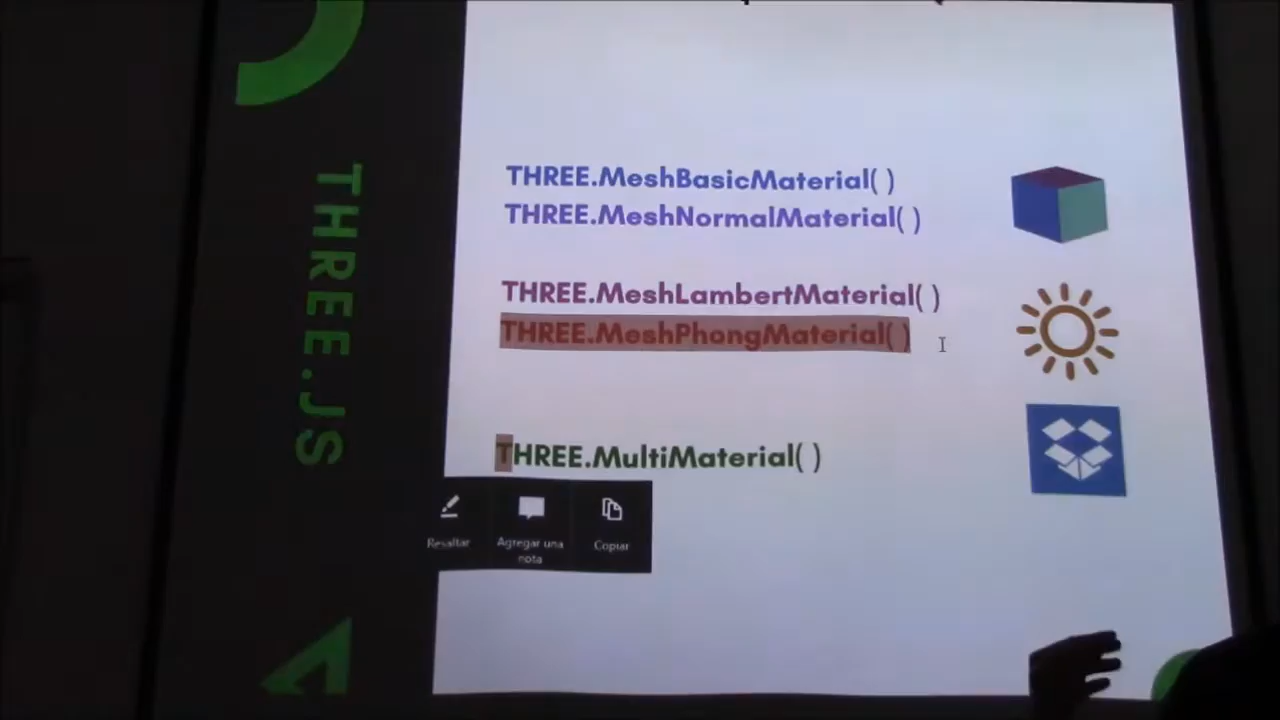 THREE.JS
THREE.MeshBasicMaterial( )
THREE.MeshNormalMaterial( )
THREE.MeshLambertMaterial( )
THREE.MeshPhongMaterial( )
THREE.MultiMaterial( )
Resaltar
Agregar una
nota
Copiar